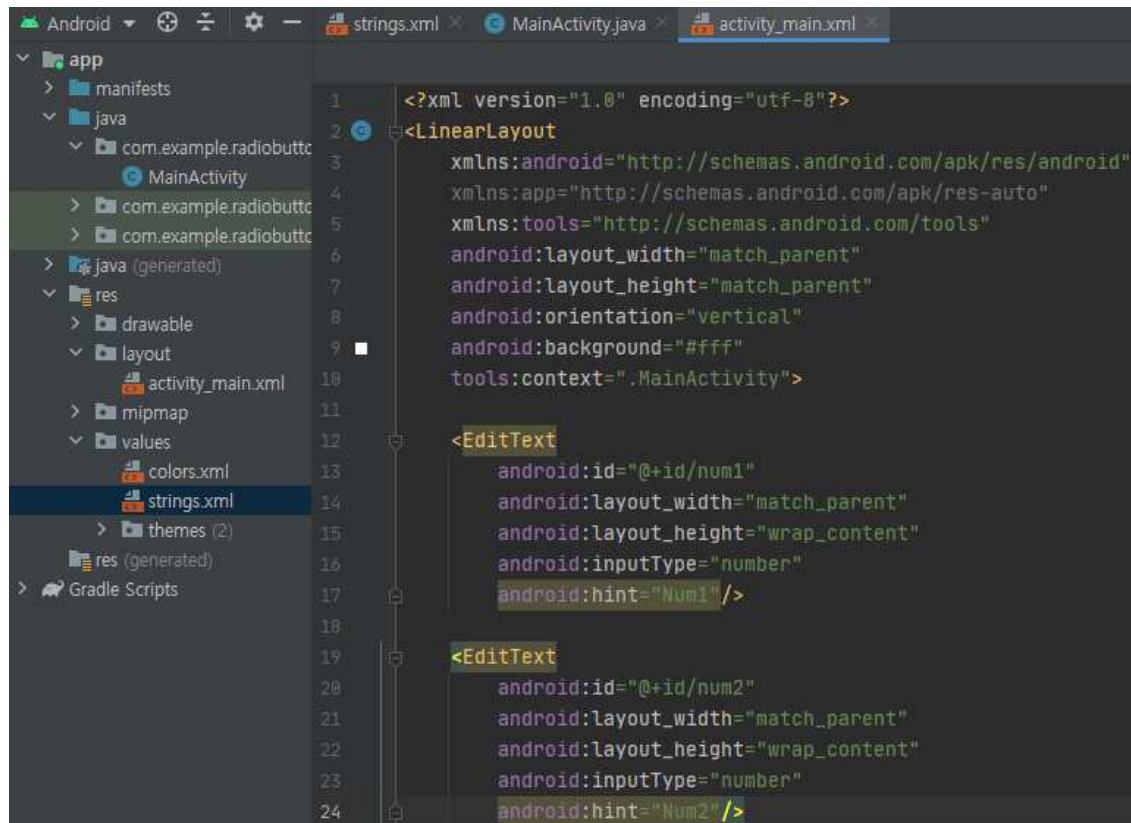 Android
strings.xml
MainActivity.java
activity_main.xml
app
manifests
java
com.example.radiobutto
MainActivity
com.example.radiobutto
com.example.radiobutto
java (generated)
res
drawable
layout
activity_main.xml
mipmap
values
colors.xml
strings.xml
themes (2)
res (generated)
Gradle Scripts
1 <?xml version="1.0" encoding="utf-8"?>
2 <LinearLayout
3 xmlns:android="http://schemas.android.com/apk/res/android"
4 xmlns:app="http://schemas.android.com/apk/res-auto"
5 xmlns:tools="http://schemas.android.com/tools"
6 android:layout_width="match_parent"
7 android:layout_height="match_parent"
8 android:orientation="vertical"
9 android:background="#fff"
10 tools:context=".MainActivity">
11
12 <EditText
13 android:id="@+id/num1"
14 android:layout_width="match_parent"
15 android:layout_height="wrap_content"
16 android:inputType="number"
17 android:hint="Num1"/>
18
19 <EditText
20 android:id="@+id/num2"
21 android:layout_width="match_parent"
22 android:layout_height="wrap_content"
23 android:inputType="number"
24 android:hint="Num2"/>